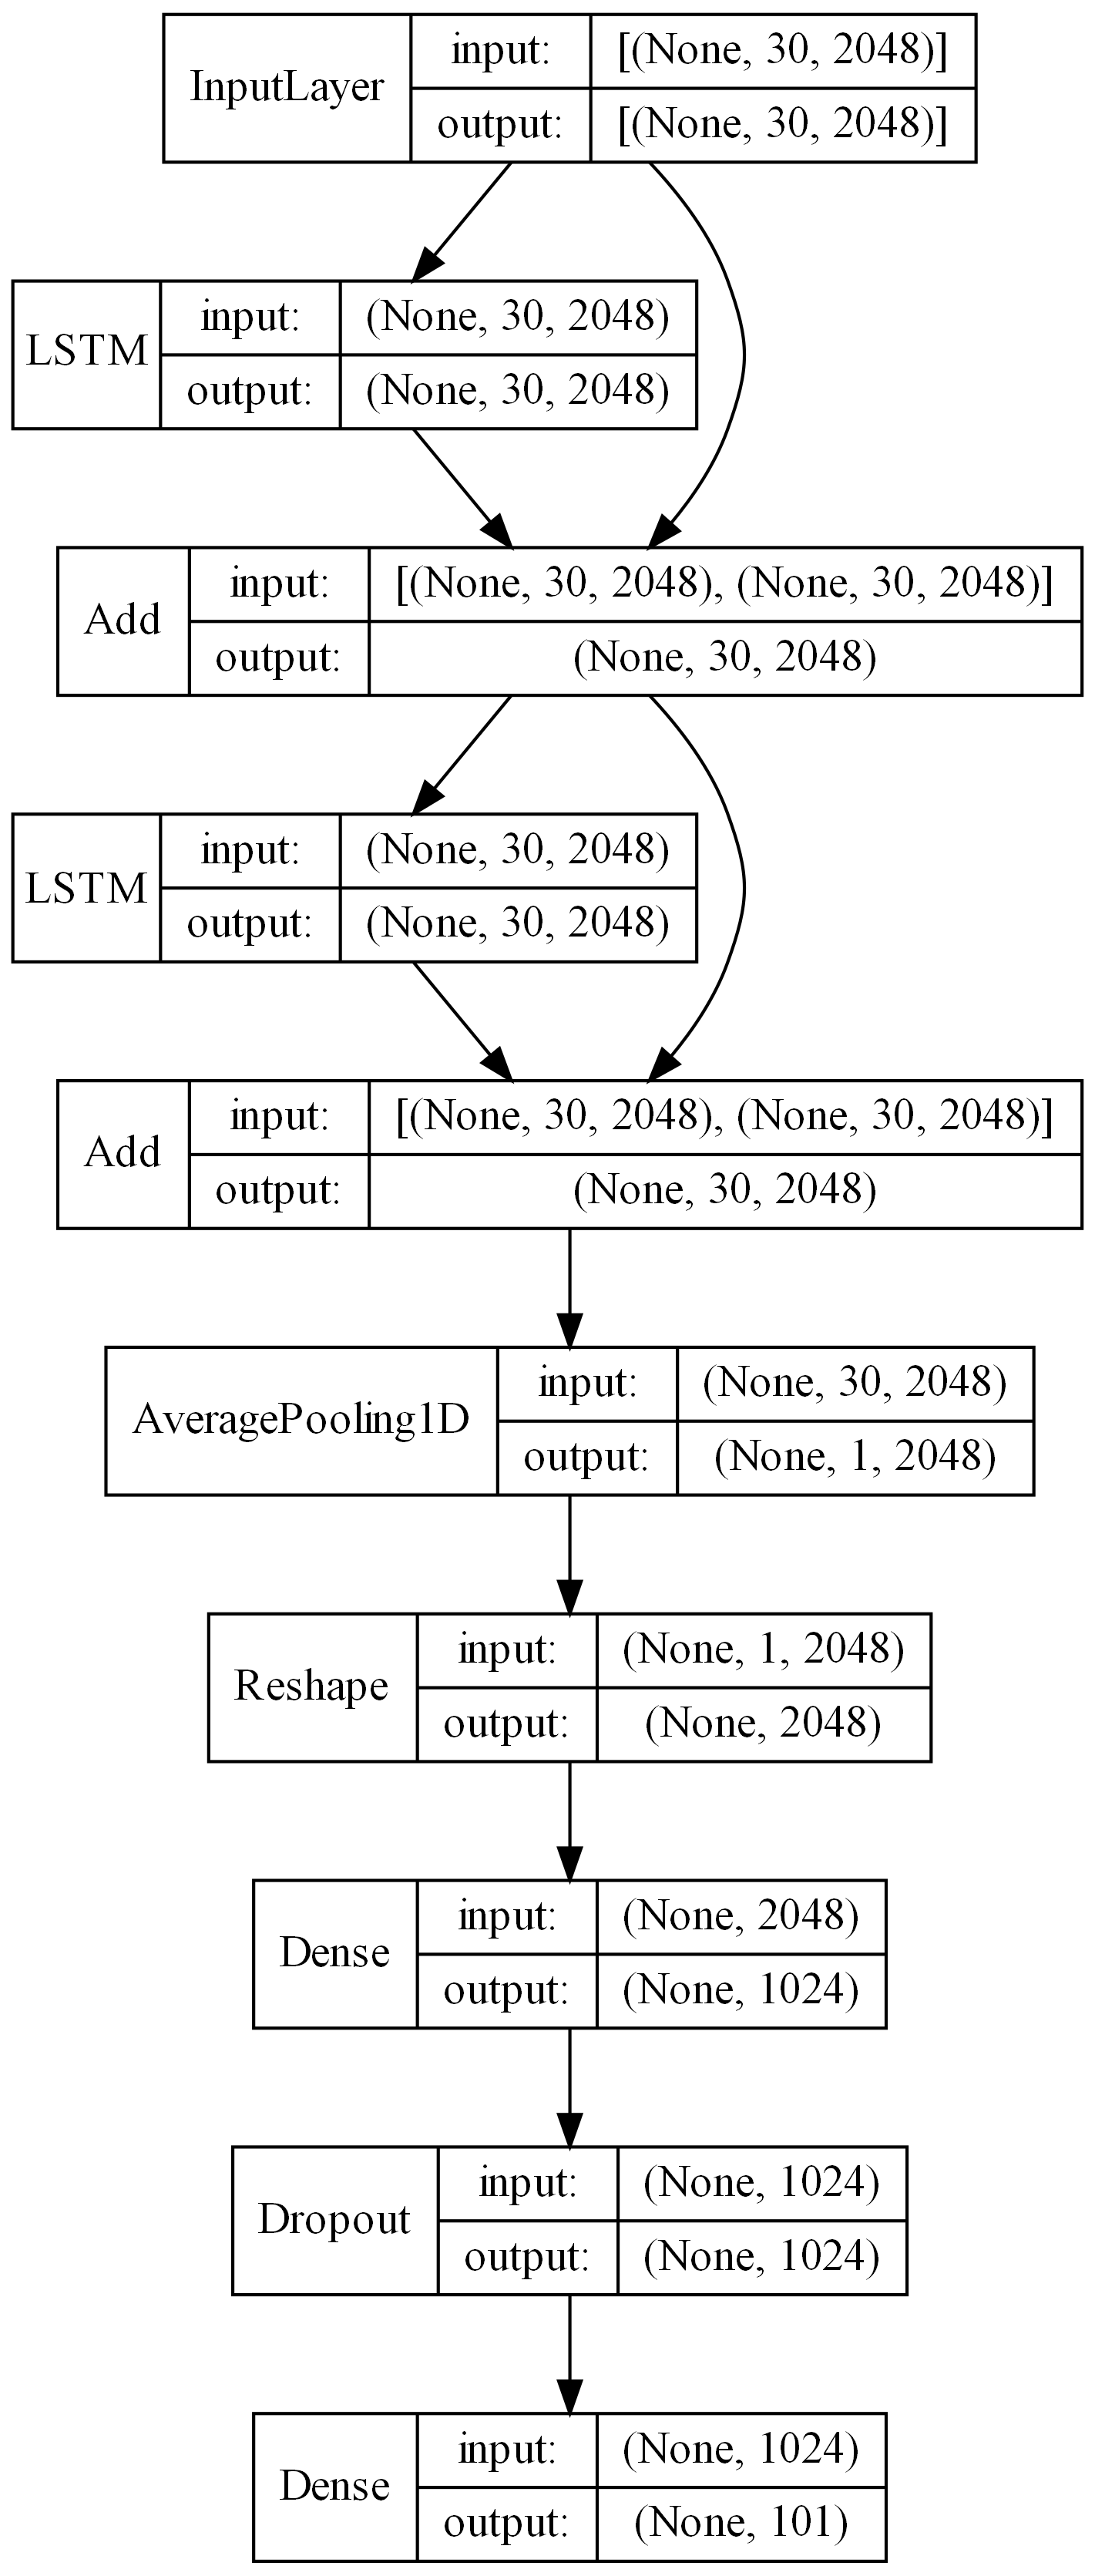 InputLayer
input:
[(None, 30, 2048)]
output:
[(None, 30, 2048)]
LSTM
input:
(None, 30, 2048)
output:
(None, 30, 2048)
Add
input:
[(None, 30, 2048), (None, 30, 2048)]
output:
(None, 30, 2048)
LSTM
input:
(None, 30, 2048)
output:
(None, 30, 2048)
Add
input:
[(None, 30, 2048), (None, 30, 2048)]
output:
(None, 30, 2048)
AveragePooling1D
input:
(None, 30, 2048)
output:
(None, 1, 2048)
Reshape
input:
(None, 1, 2048)
output:
(None, 2048)
Dense
input:
(None, 2048)
output:
(None, 1024)
Dropout
input:
(None, 1024)
output:
(None, 1024)
Dense
input:
(None, 1024)
output:
(None, 101)